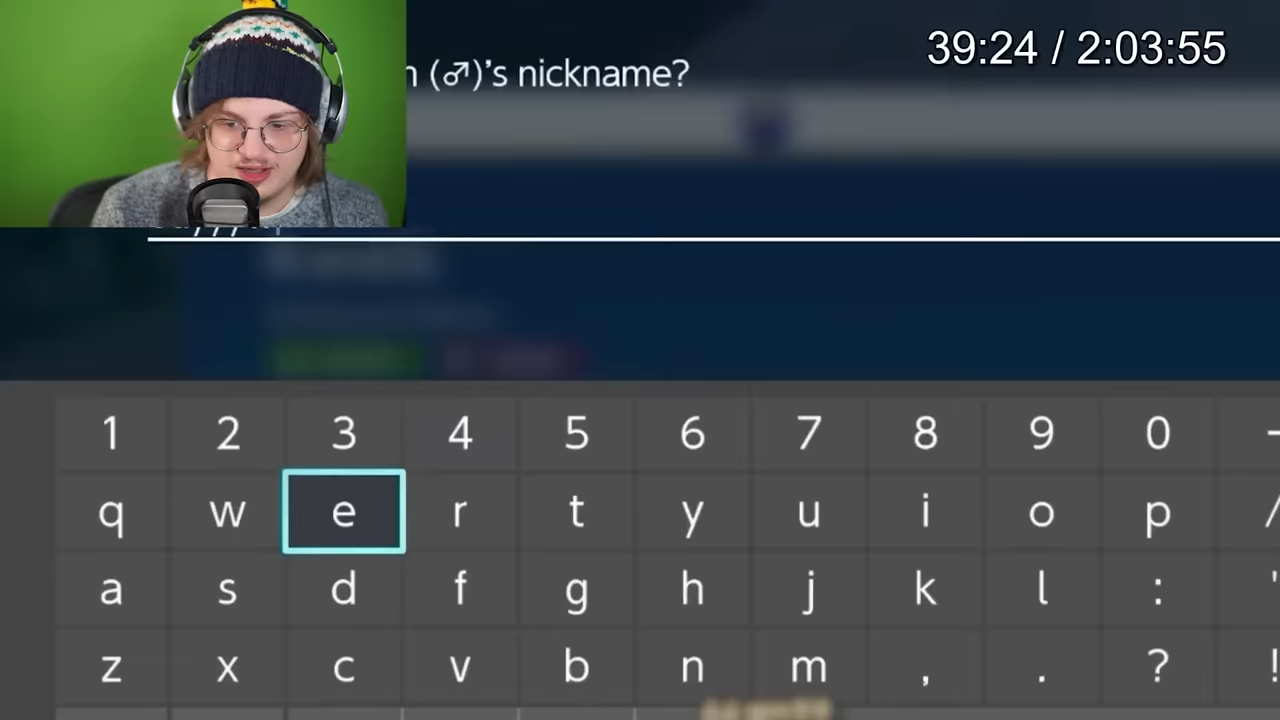 39:24 / 2:03:55
(♂)'s nickname?
1 2 3 4 5 6 7 8 9 0
q w e r t y u i o p /
a s d f g h j k l : '
z x c v b n m , . ? !